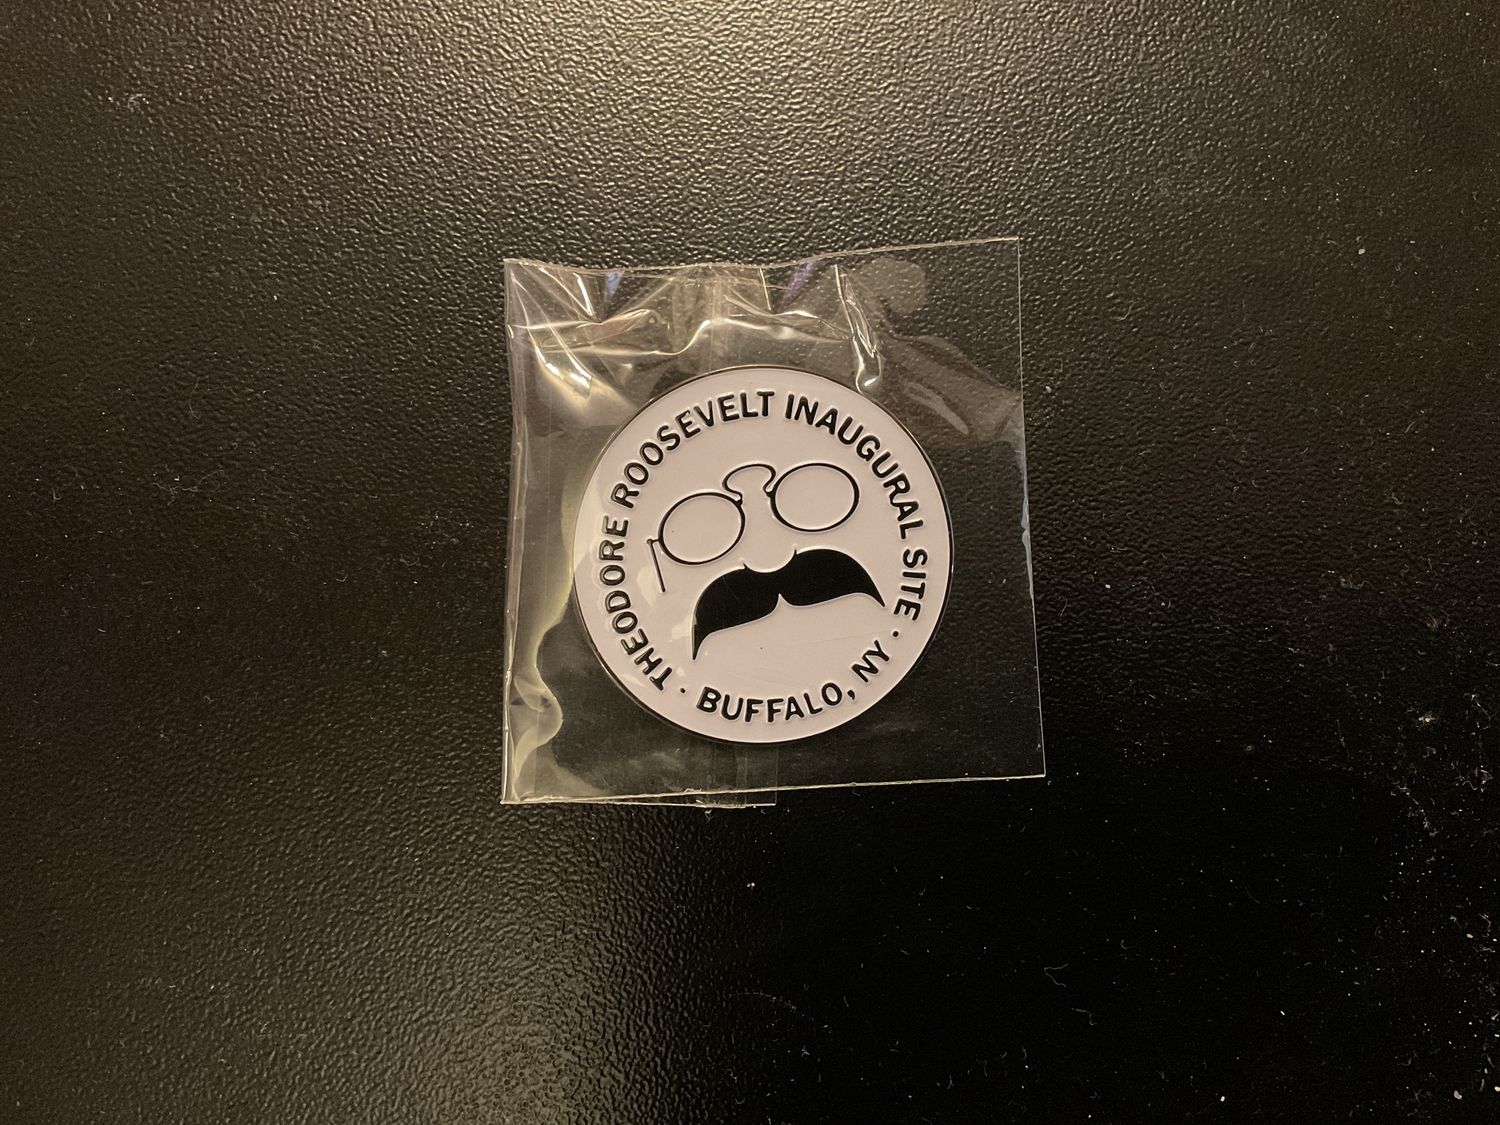 THEODORE ROOSEVELT INAUGURAL SITE ·
BUFFALO, NY ·